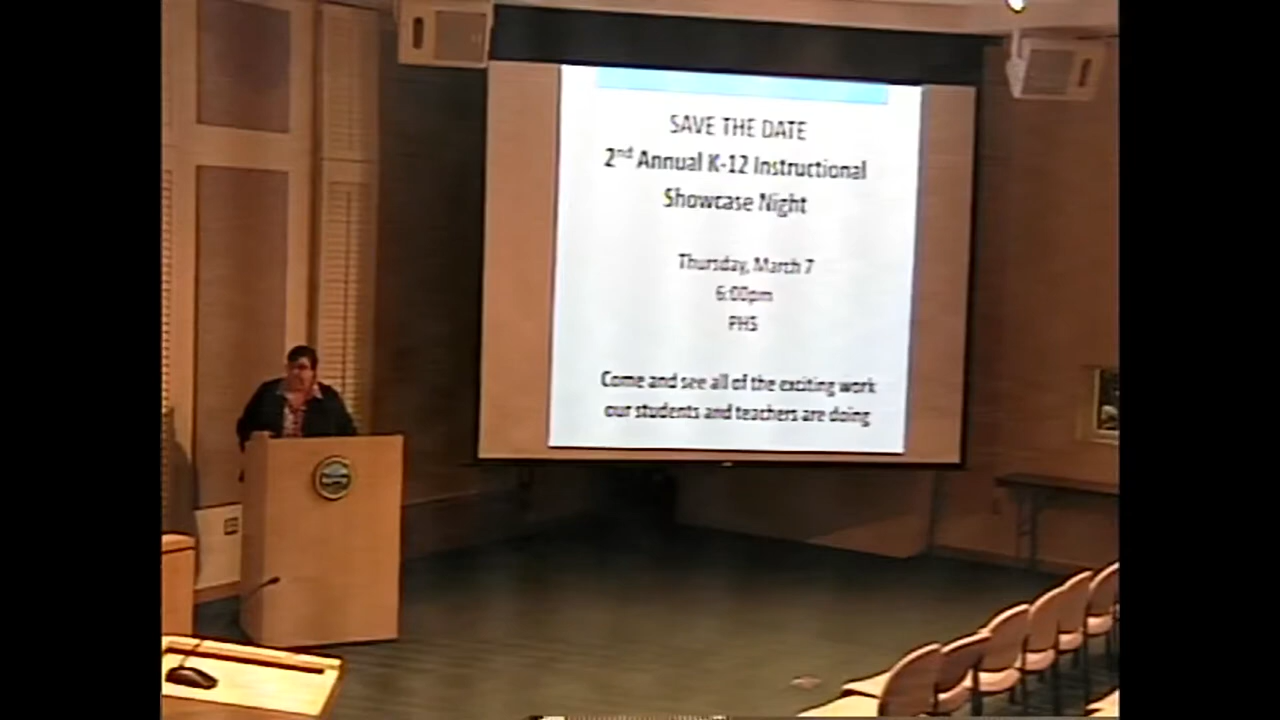 SAVE THE DATE
2nd Annual K-12 Instructional
Showcase Night
Thursday, March 7
6:00pm
PHS
Come and see all of the exciting work
our students and teachers are doing